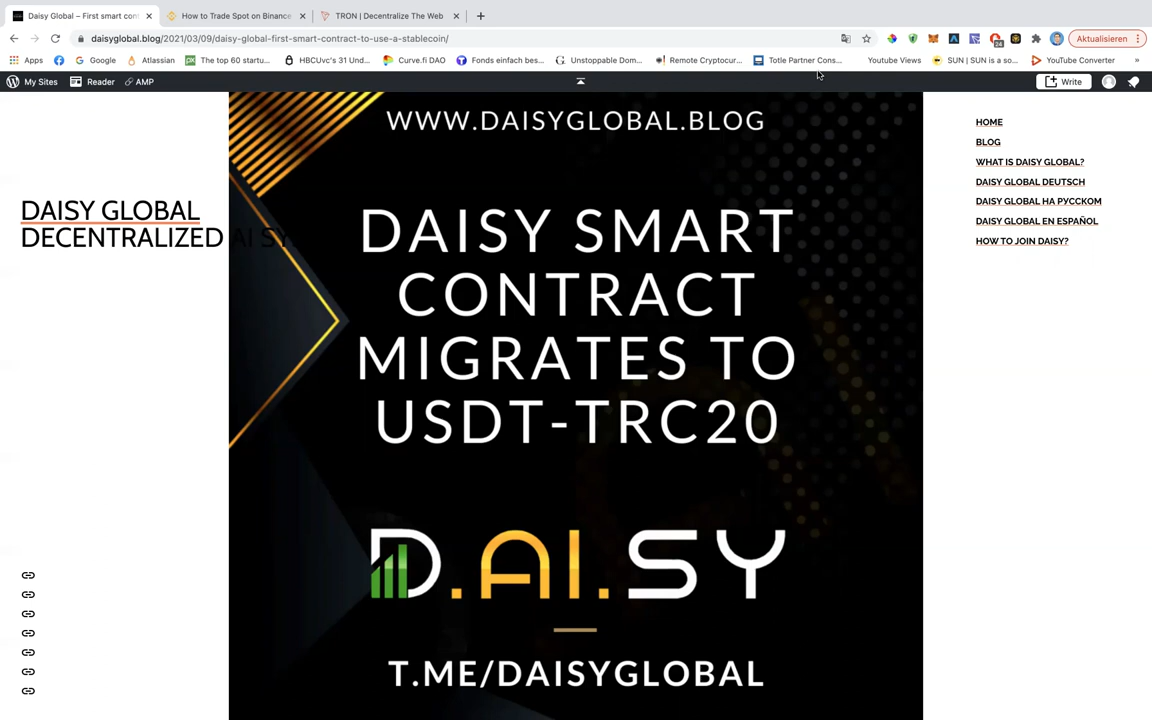 Daisy Global – First smart con
How to Trade Spot on Binance
TRON | Decentralize The Web
daisyglobal.blog/2021/03/09/daisy-global-first-smart-contract-to-use-a-stablecoin/
Aktualisieren
Apps
Google
Atlassian
The top 60 startu...
HBCUvc's 31 Und...
Curve.fi DAO
Fonds einfach bes...
Unstoppable Dom...
Remote Cryptocur...
Totle Partner Cons...
Youtube Views
SUN | SUN is a so...
YouTube Converter
»
My Sites
Reader
AMP
Write
WWW.DAISYGLOBAL.BLOG
HOME
BLOG
WHAT IS DAISY GLOBAL?
DAISY GLOBAL DEUTSCH
DAISY GLOBAL НА РУССКОМ
DAISY GLOBAL EN ESPAÑOL
HOW TO JOIN DAISY?
DAISY GLOBAL
DECENTRALIZED AI SY
DAISY SMART
CONTRACT
MIGRATES TO
USDT-TRC20
D.AI.SY
T.ME/DAISYGLOBAL